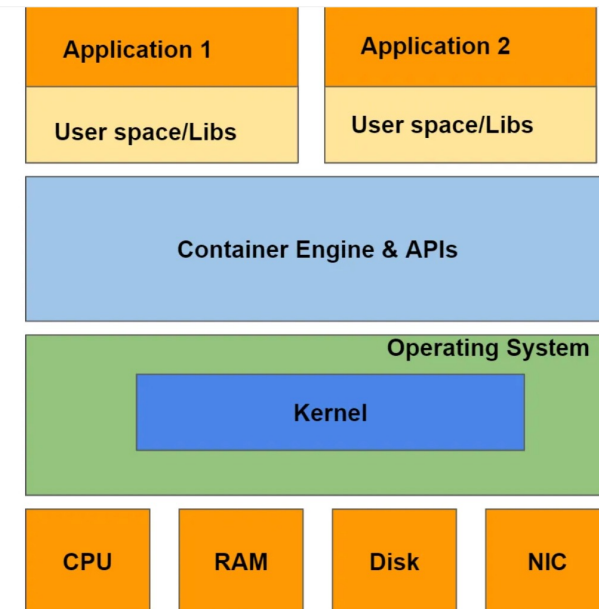 Application 1
Application 2
User space/Libs
User space/Libs
Container Engine & APIs
Operating System
Kernel
CPU
RAM
Disk
NIC